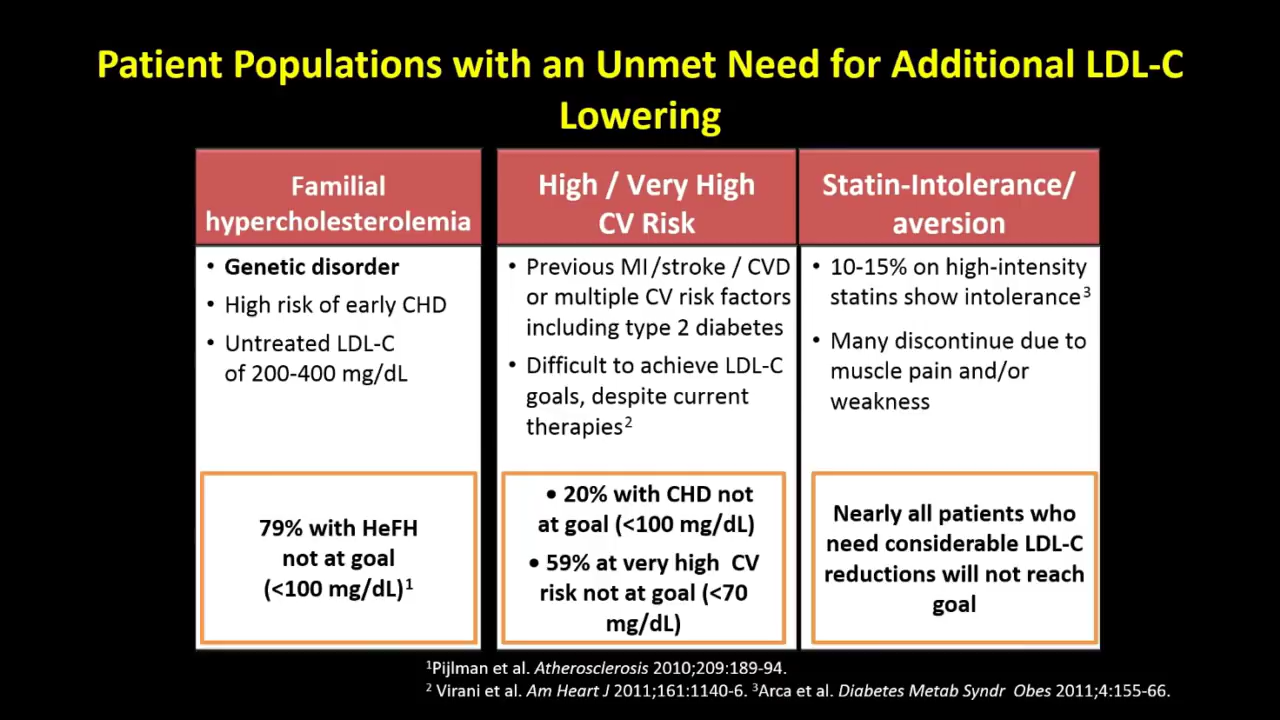 Patient Populations with an Unmet Need for Additional LDL-C
Lowering
Familial
hypercholesterolemia
• Genetic disorder
• High risk of early CHD
• Untreated LDL-C
of 200-400 mg/dL
79% with HeFH
not at goal
(<100 mg/dL)¹
High / Very High
CV Risk
• Previous MI/stroke / CVD
or multiple CV risk factors
including type 2 diabetes
• Difficult to achieve LDL-C
goals, despite current
therapies²
• 20% with CHD not
at goal (<100 mg/dL)
• 59% at very high CV
risk not at goal (<70
mg/dL)
Statin-Intolerance/
aversion
• 10-15% on high-intensity
statins show intolerance³
• Many discontinue due to
muscle pain and/or
weakness
Nearly all patients who
need considerable LDL-C
reductions will not reach
goal
¹Pijlman et al. Atherosclerosis 2010;209:189-94.
² Virani et al. Am Heart J 2011;161:1140-6. ³Arca et al. Diabetes Metab Syndr Obes 2011;4:155-66.